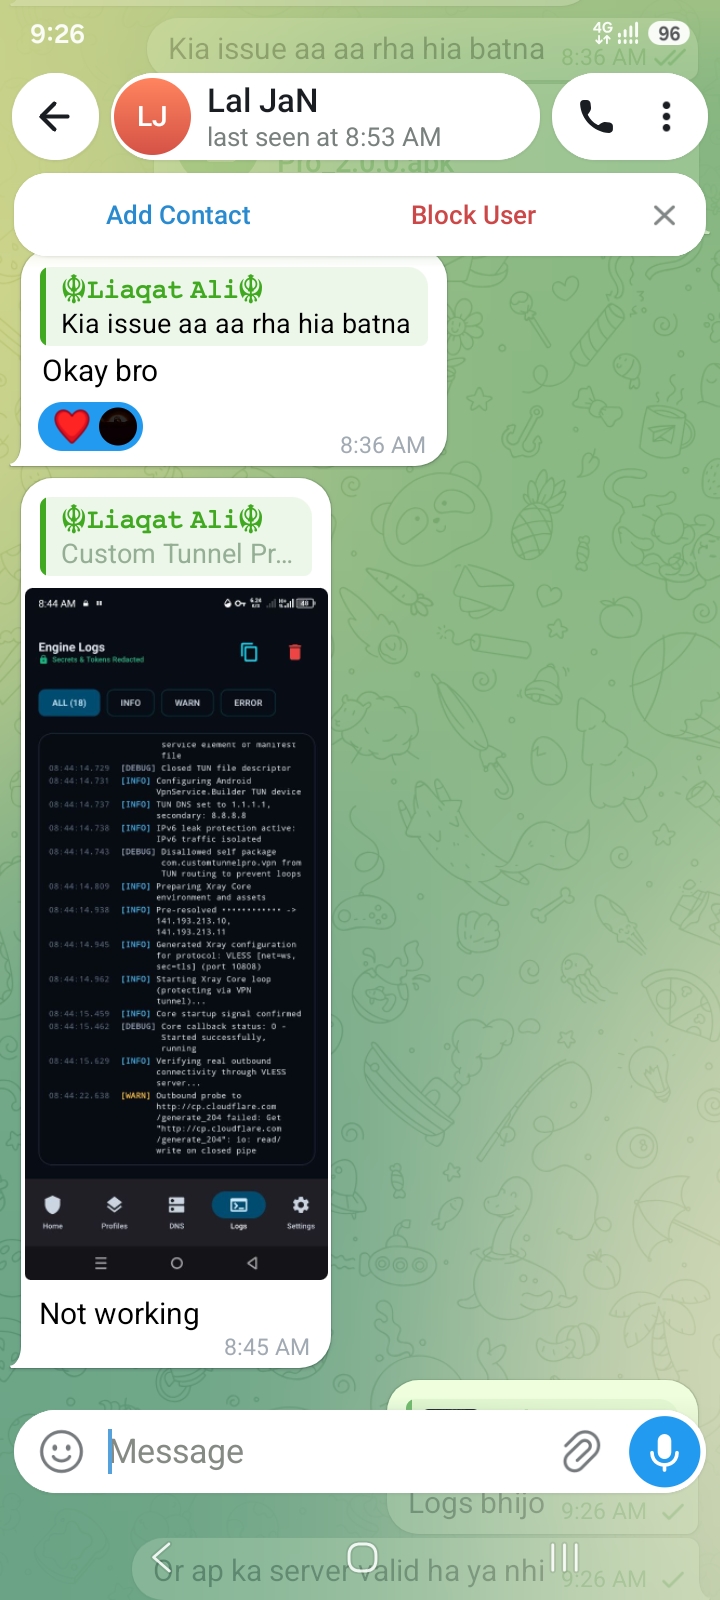 9:26
4G
96
Kia issue aa aa rha hia batna 8:36 AM
LJ
Lal JaN
last seen at 8:53 AM
Pro_2.0.0.apk
Add Contact
Block User
☬Liaqat Ali☬
Kia issue aa aa rha hia batna
Okay bro
8:36 AM
☬Liaqat Ali☬
Custom Tunnel Pr...
8:44 AM
Engine Logs
Secrets & Tokens Redacted
ALL (18)
INFO
WARN
ERROR
service element of manifest
file
08:44:14.729 [DEBUG] Closed TUN file descriptor
08:44:14.731 [INFO] Configuring Android
VpnService.Builder TUN device
08:44:14.737 [INFO] TUN DNS set to 1.1.1.1,
secondary: 8.8.8.8
08:44:14.738 [INFO] IPv6 leak protection active:
IPv6 traffic isolated
08:44:14.743 [DEBUG] Disallowed self package
com.customtunnelpro.vpn from
TUN routing to prevent loops
08:44:14.809 [INFO] Preparing Xray Core
environment and assets
08:44:14.938 [INFO] Pre-resolved •••••••••••• ->
141.193.213.10,
141.193.213.11
08:44:14.945 [INFO] Generated Xray configuration
for protocol: VLESS [net=ws,
sec=tls] (port 10808)
08:44:14.962 [INFO] Starting Xray Core loop
(protecting via VPN
tunnel)...
08:44:15.459 [INFO] Core startup signal confirmed
08:44:15.462 [DEBUG] Core callback status: 0 -
Started successfully,
running
08:44:15.629 [INFO] Verifying real outbound
connectivity through VLESS
server...
08:44:22.638 [WARN] Outbound probe to
http://cp.cloudflare.com
/generate_204 failed: Get
"http://cp.cloudflare.com
/generate_204": io: read/
write on closed pipe
Home
Profiles
DNS
Logs
Settings
Not working
8:45 AM
Message
Logs bhijo 9:26 AM
Or ap ka server valid ha ya nhi 9:26 AM